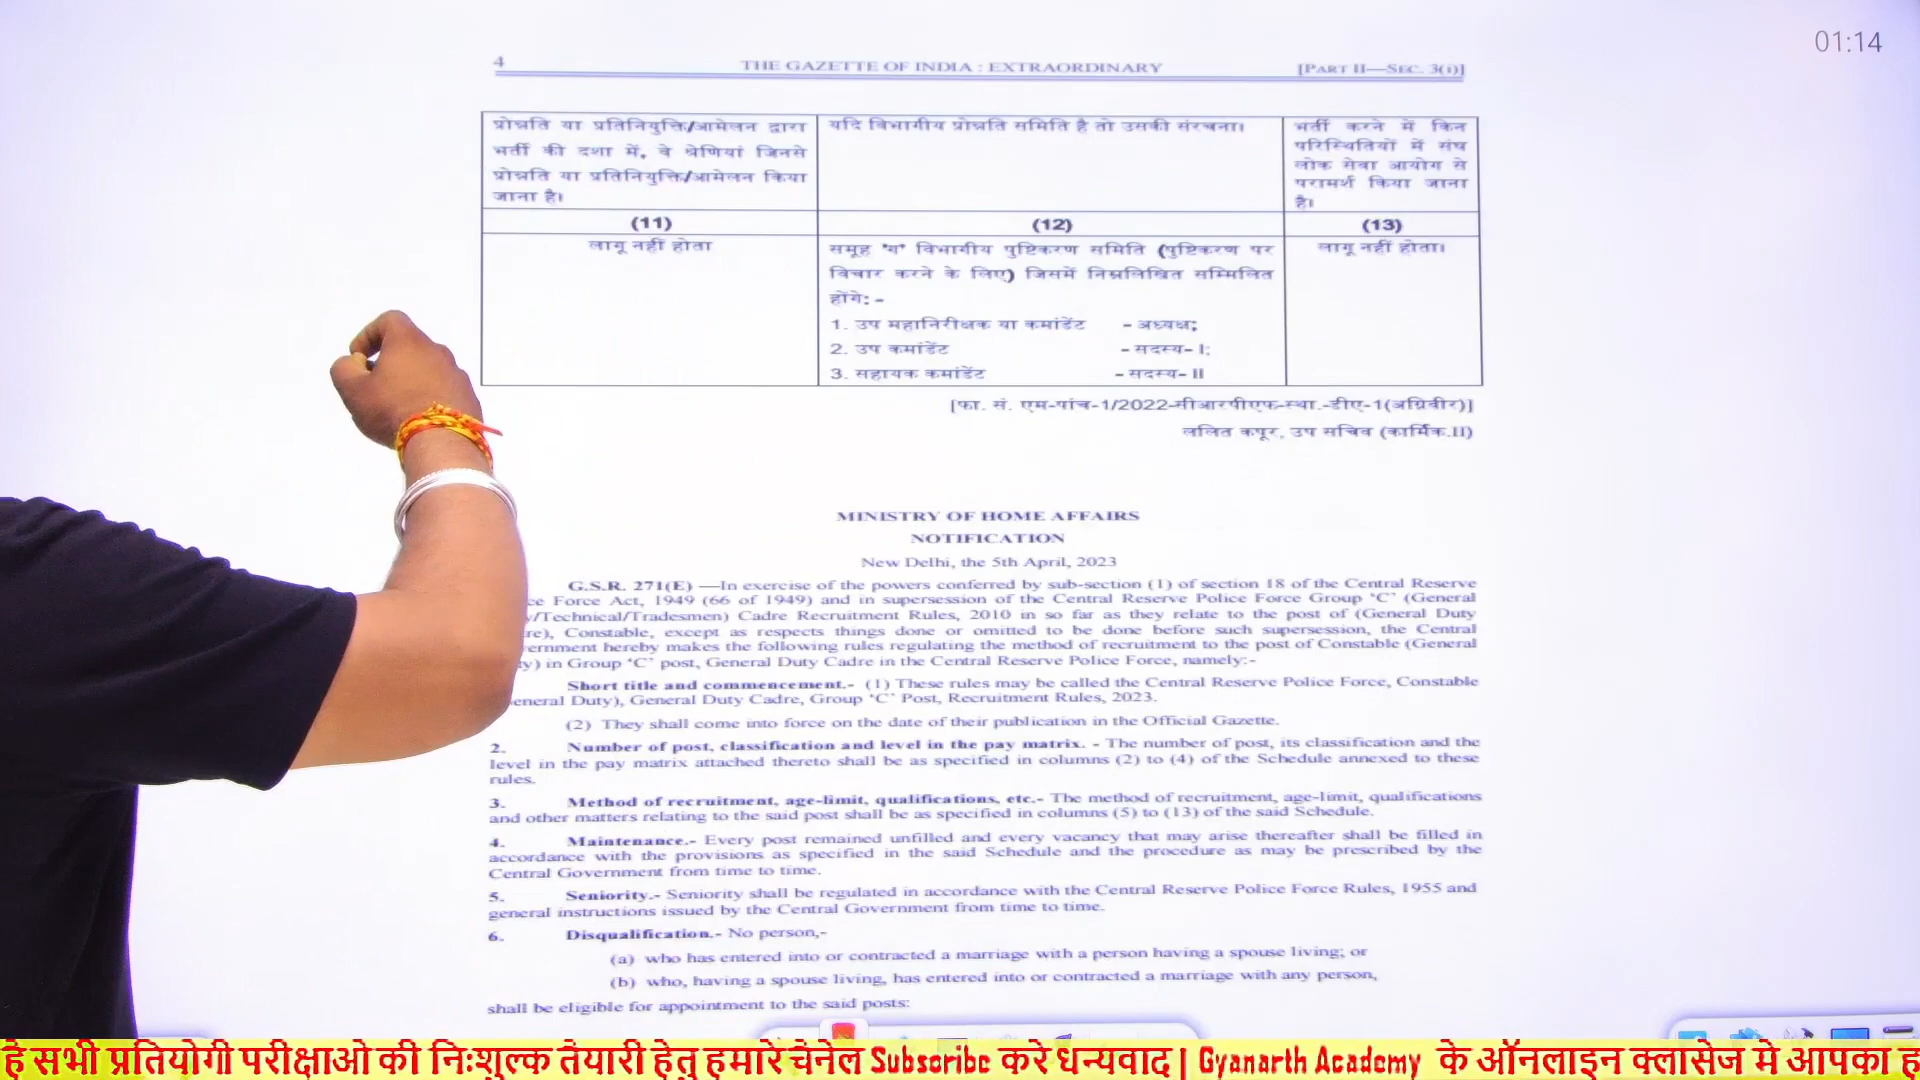 01:14
4 THE GAZETTE OF INDIA : EXTRAORDINARY [PART II—SEC. 3(i)]
प्रोन्नति या प्रतिनियुक्ति/आमेलन द्वारा
भर्ती की दशा में, वे श्रेणियां जिनसे
प्रोन्नति या प्रतिनियुक्ति/आमेलन किया
जाना है।
यदि विभागीय प्रोन्नति समिति है तो उसकी संरचना।
भर्ती करने में किन
परिस्थितियों में संघ
लोक सेवा आयोग से
परामर्श किया जाना
है।
(11) (12) (13)
लागू नहीं होता
समूह 'ग' विभागीय पुष्टिकरण समिति (पुष्टिकरण पर
विचार करने के लिए) जिसमें निम्नलिखित सम्मिलित
होंगे: -
1. उप महानिरीक्षक या कमांडेंट - अध्यक्ष;
2. उप कमांडेंट - सदस्य- I;
3. सहायक कमांडेंट - सदस्य- II
लागू नहीं होता।
[फा. सं. एम-पांच-1/2022-सीआरपीएफ-स्था.-डीए-1(अग्निवीर)]
ललित कपूर, उप सचिव (कार्मिक.II)
MINISTRY OF HOME AFFAIRS
NOTIFICATION
New Delhi, the 5th April, 2023
G.S.R. 271(E) —In exercise of the powers conferred by sub-section (1) of section 18 of the Central Reserve
ce Force Act, 1949 (66 of 1949) and in supersession of the Central Reserve Police Force Group 'C' (General
y/Technical/Tradesmen) Cadre Recruitment Rules, 2010 in so far as they relate to the post of (General Duty
re), Constable, except as respects things done or omitted to be done before such supersession, the Central
ernment hereby makes the following rules regulating the method of recruitment to the post of Constable (General
ty) in Group 'C' post, General Duty Cadre in the Central Reserve Police Force, namely:-
Short title and commencement.- (1) These rules may be called the Central Reserve Police Force, Constable
eneral Duty), General Duty Cadre, Group 'C' Post, Recruitment Rules, 2023.
(2) They shall come into force on the date of their publication in the Official Gazette.
2. Number of post, classification and level in the pay matrix. - The number of post, its classification and the
level in the pay matrix attached thereto shall be as specified in columns (2) to (4) of the Schedule annexed to these
rules.
3. Method of recruitment, age-limit, qualifications, etc.- The method of recruitment, age-limit, qualifications
and other matters relating to the said post shall be as specified in columns (5) to (13) of the said Schedule.
4. Maintenance.- Every post remained unfilled and every vacancy that may arise thereafter shall be filled in
accordance with the provisions as specified in the said Schedule and the procedure as may be prescribed by the
Central Government from time to time.
5. Seniority.- Seniority shall be regulated in accordance with the Central Reserve Police Force Rules, 1955 and
general instructions issued by the Central Government from time to time.
6. Disqualification.- No person,-
(a) who has entered into or contracted a marriage with a person having a spouse living; or
(b) who, having a spouse living, has entered into or contracted a marriage with any person,
shall be eligible for appointment to the said posts:
है सभी प्रतियोगी परीक्षाओ की निःशुल्क तैयारी हेतु हमारे चैनेल Subscribe करे धन्यवाद | Gyanarth Academy के ऑनलाइन क्लासेज मे आपका ह